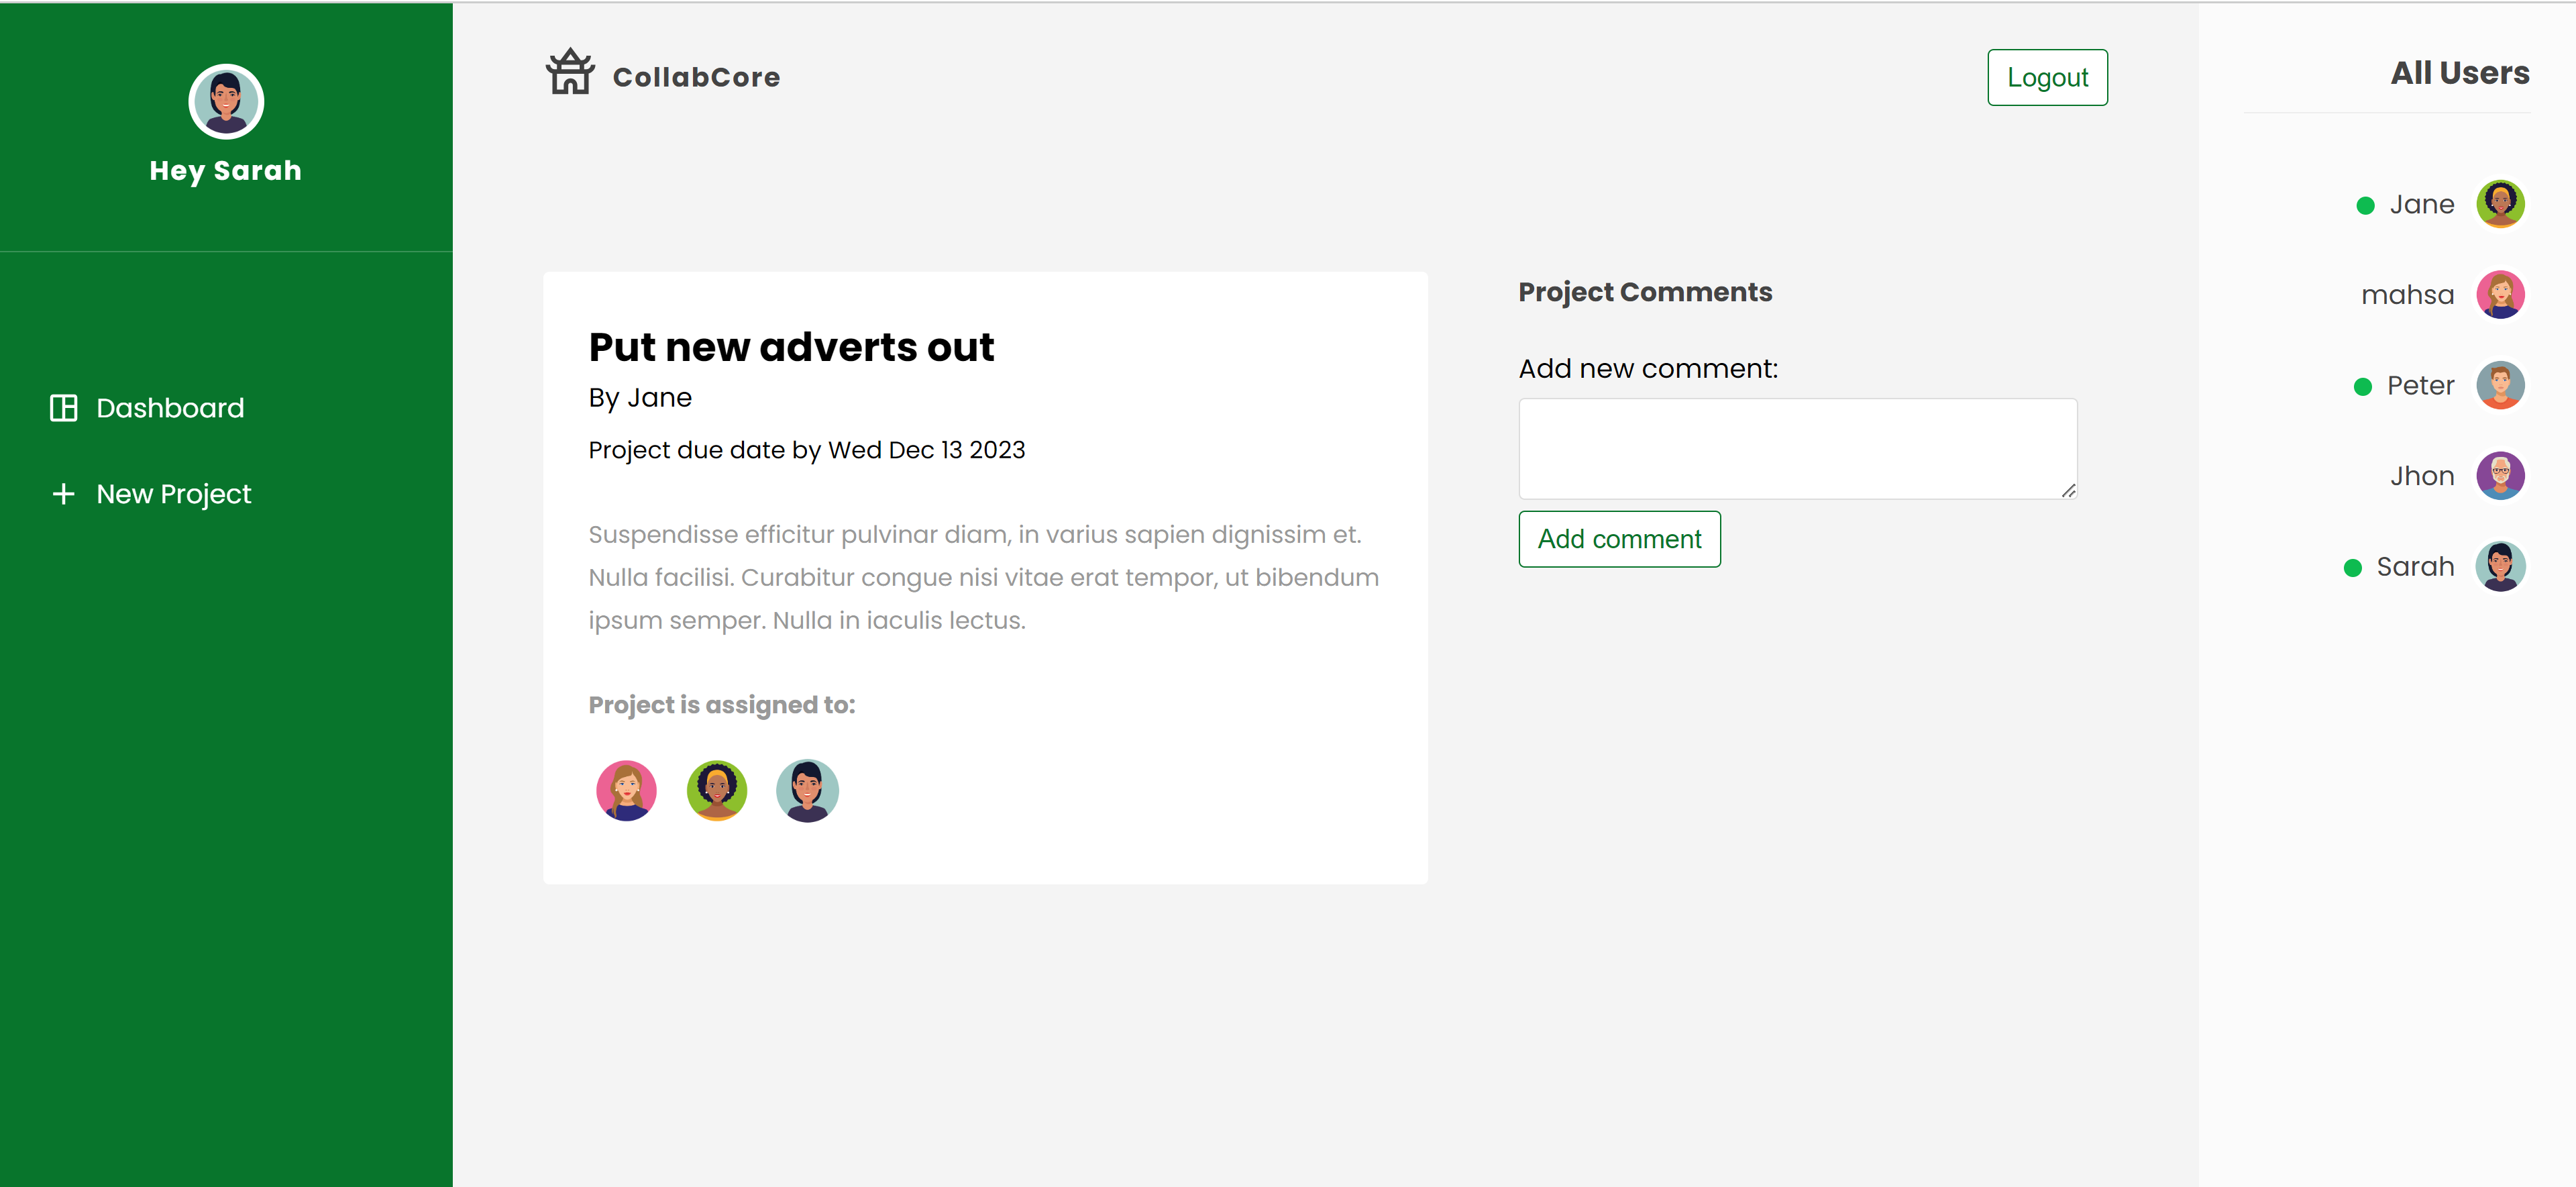 Hey Sarah
Dashboard
New Project
CollabCore
Logout
Put new adverts out
By Jane
Project due date by Wed Dec 13 2023
Suspendisse efficitur pulvinar diam, in varius sapien dignissim et.
Nulla facilisi. Curabitur congue nisi vitae erat tempor, ut bibendum
ipsum semper. Nulla in iaculis lectus.
Project is assigned to:
Project Comments
Add new comment:
Add comment
All Users
Jane
mahsa
Peter
Jhon
Sarah